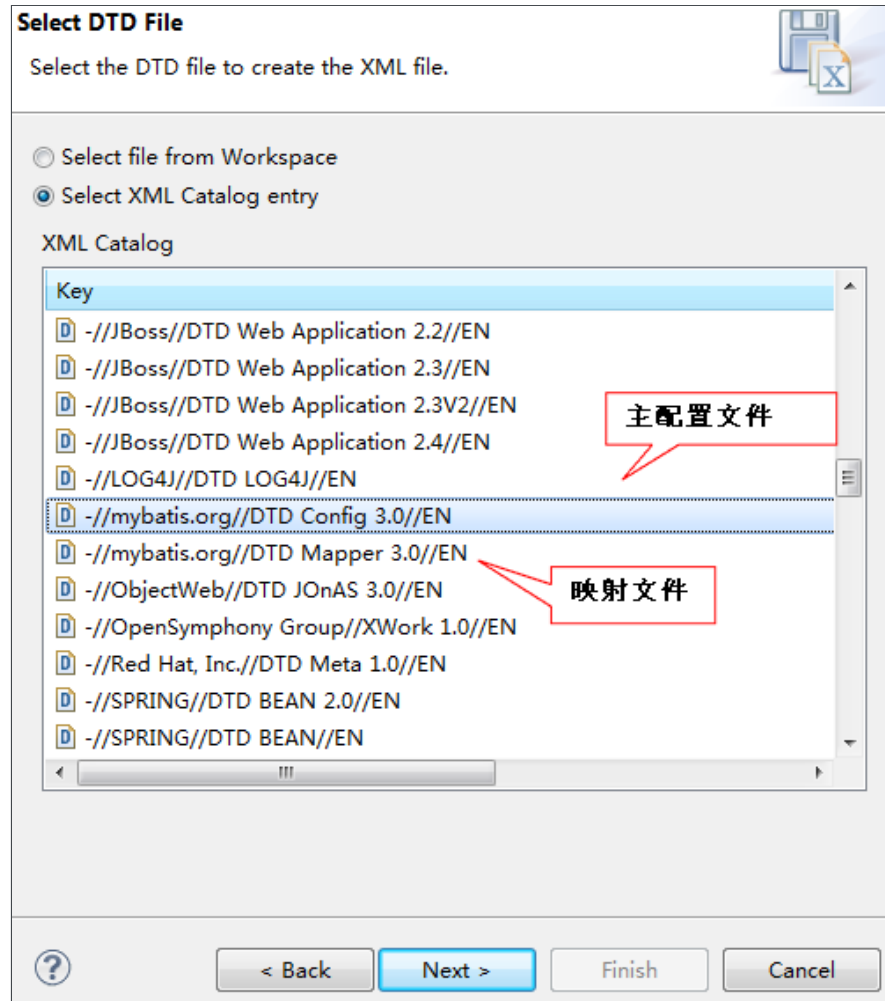 Select DTD File
Select the DTD file to create the XML file.
Select file from Workspace
Select XML Catalog entry
XML Catalog
Key
-//JBoss//DTD Web Application 2.2//EN
-//JBoss//DTD Web Application 2.3//EN
-//JBoss//DTD Web Application 2.3V2//EN
主配置文件
-//JBoss//DTD Web Application 2.4//EN
-//LOG4J//DTD LOG4J//EN
-//mybatis.org//DTD Config 3.0//EN
-//mybatis.org//DTD Mapper 3.0//EN
-//ObjectWeb//DTD JOnAS 3.0//EN
映射文件
-//OpenSymphony Group//XWork 1.0//EN
-//Red Hat, Inc.//DTD Meta 1.0//EN
-//SPRING//DTD BEAN 2.0//EN
-//SPRING//DTD BEAN//EN
< Back
Next >
Finish
Cancel